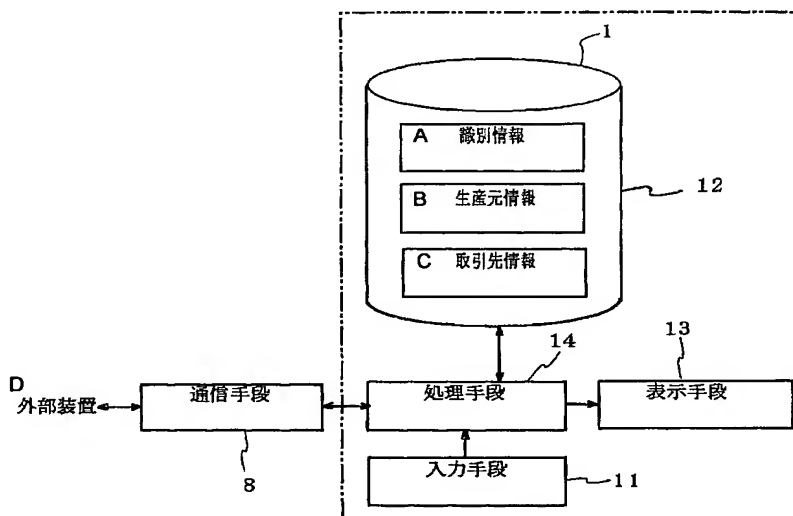 1
A 識別情報
12
B 生産元情報
C 取引先情報
14
13
D
外部装置
通信手段
処理手段
表示手段
8
入力手段
11